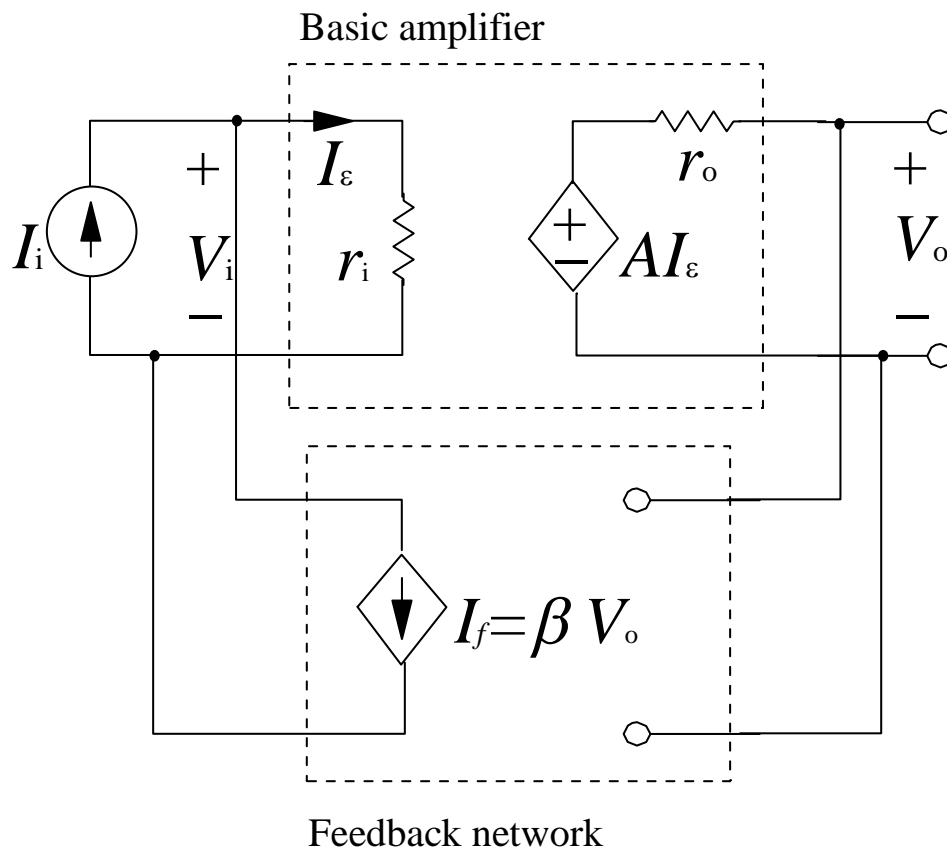 Basic amplifier
+
Iε
ro
+
Ii
Vi
ri
+
−
AIε
Vo
−
−
If=β Vo
Feedback network